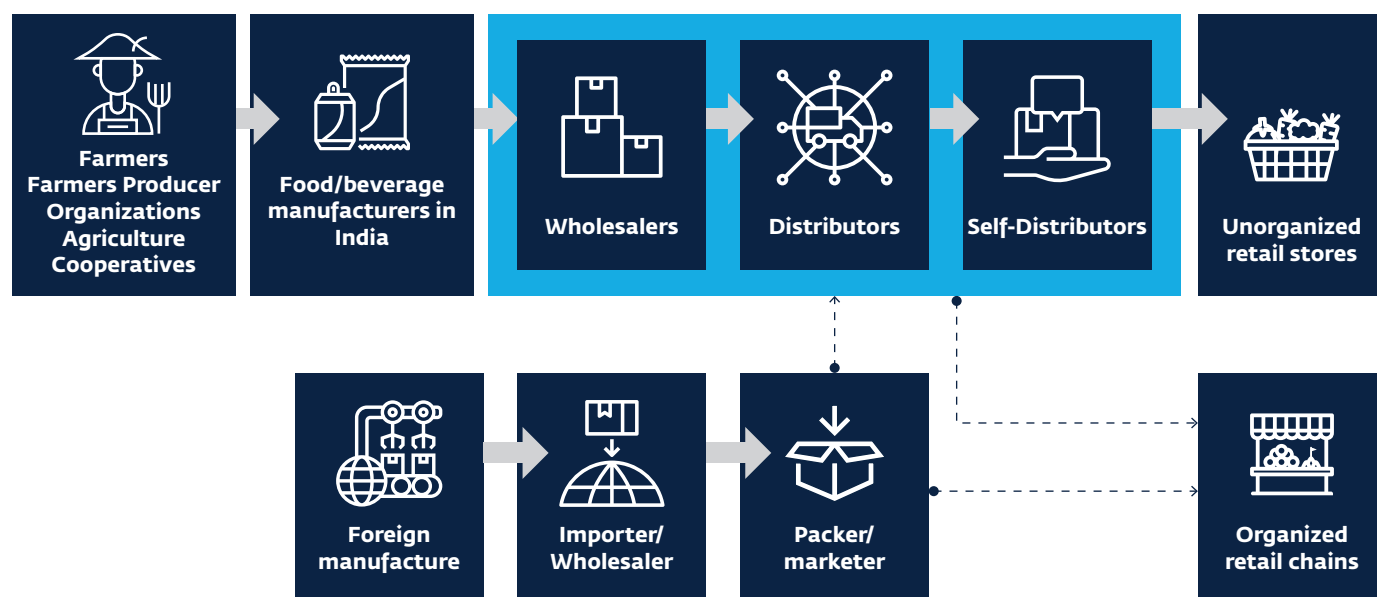 Farmers
Farmers Producer
Organizations
Agriculture
Cooperatives
Food/beverage
manufacturers in
India
Wholesalers
Distributors
Self-Distributors
Unorganized
retail stores
Foreign
manufacture
Importer/
Wholesaler
Packer/
marketer
Organized
retail chains